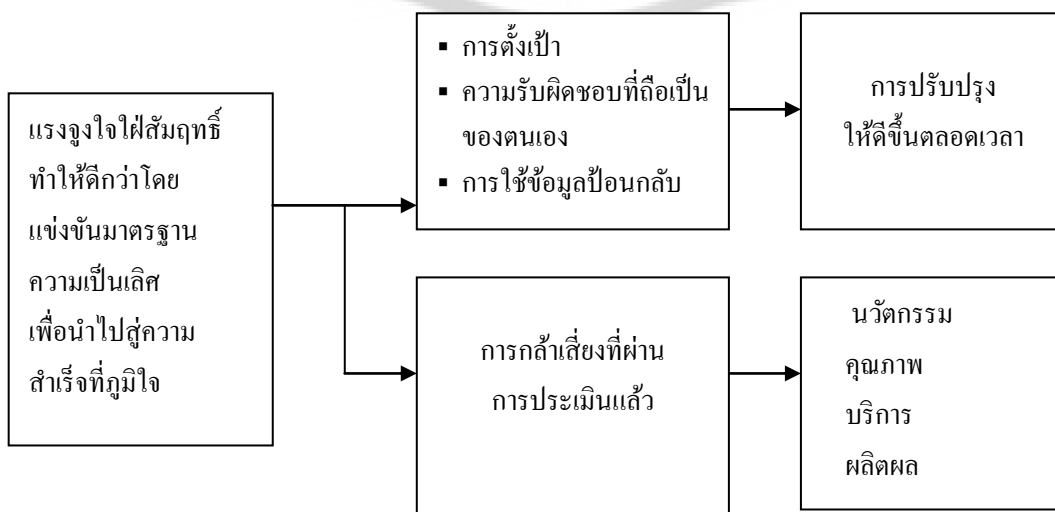 แรงจูงใจใฝ่สัมฤทธิ์
ทำให้ดีกว่าโดย
แข่งขันมาตรฐาน
ความเป็นเลิศ
เพื่อนำไปสู่ความ
สำเร็จที่ภูมิใจ
▪ การตั้งเป้า
▪ ความรับผิดชอบที่ถือเป็น
ของตนเอง
▪ การใช้ข้อมูลป้อนกลับ
การปรับปรุง
ให้ดีขึ้นตลอดเวลา
การกล้าเสี่ยงที่ผ่าน
การประเมินแล้ว
นวัตกรรม
คุณภาพ
บริการ
ผลิตผล